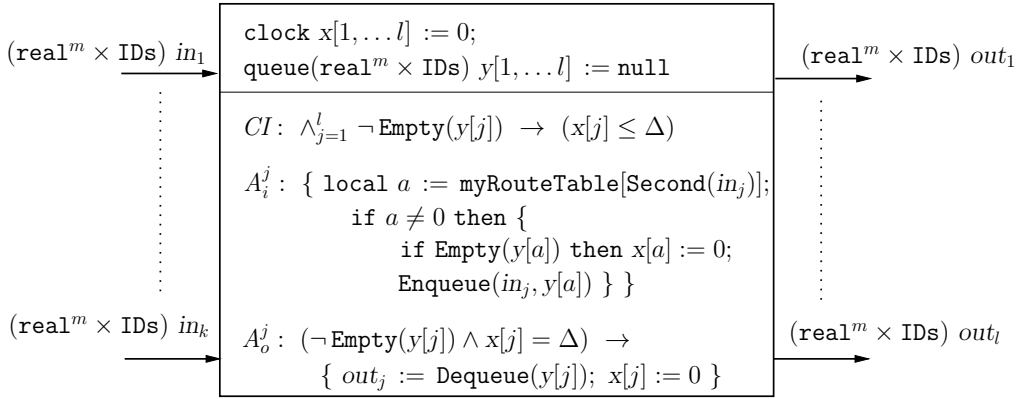 (real^m × IDs) in_1
clock x[1, … l] := 0;
queue(real^m × IDs) y[1, … l] := null
(real^m × IDs) out_1
CI : ∧_{j=1}^l ¬ Empty(y[j]) → (x[j] ≤ Δ)
A_i^j : { local a := myRouteTable[Second(in_j)];
if a ≠ 0 then {
if Empty(y[a]) then x[a] := 0;
Enqueue(in_j, y[a]) } }
(real^m × IDs) in_k
A_o^j : (¬ Empty(y[j]) ∧ x[j] = Δ) →
{ out_j := Dequeue(y[j]); x[j] := 0 }
(real^m × IDs) out_l